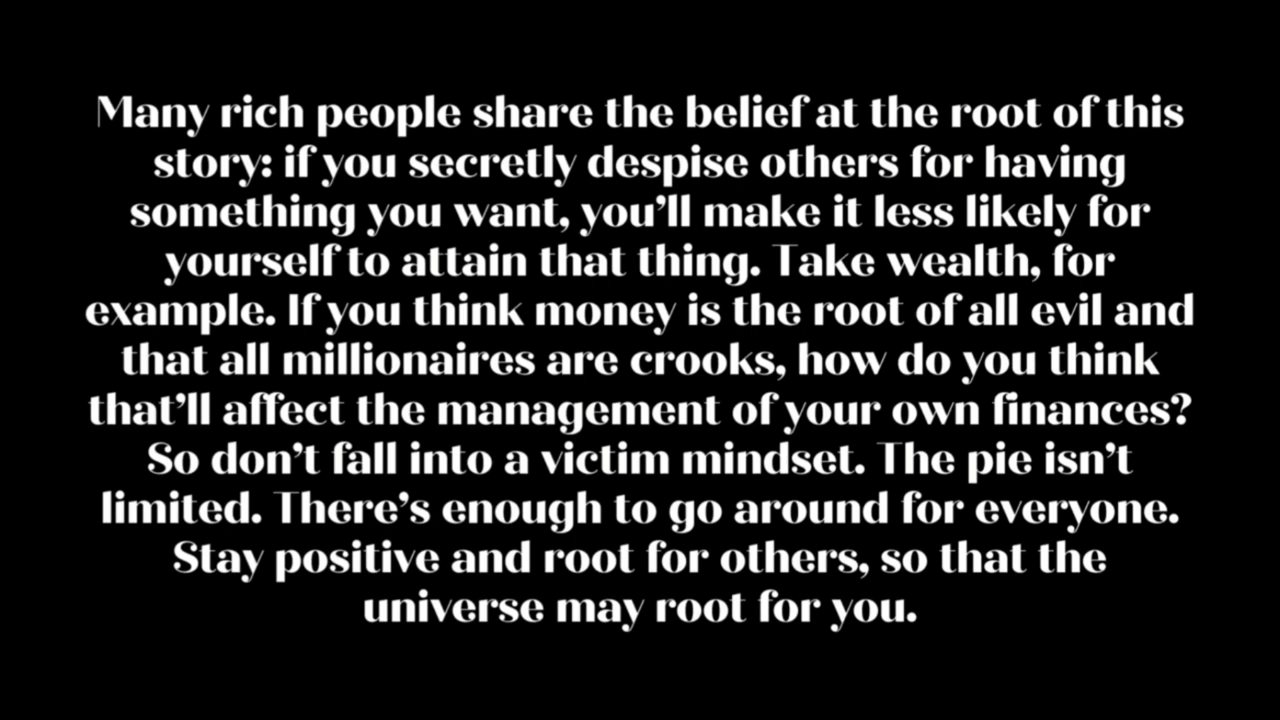 Many rich people share the belief at the root of this
story: if you secretly despise others for having
something you want, you’ll make it less likely for
yourself to attain that thing. Take wealth, for
example. If you think money is the root of all evil and
that all millionaires are crooks, how do you think
that’ll affect the management of your own finances?
So don’t fall into a victim mindset. The pie isn’t
limited. There’s enough to go around for everyone.
Stay positive and root for others, so that the
universe may root for you.